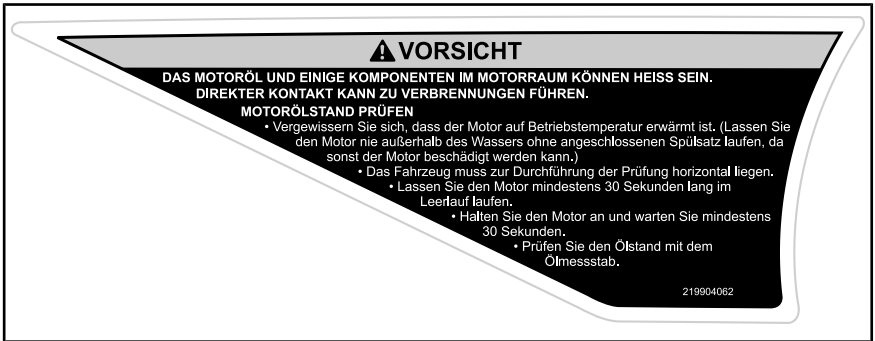 VORSICHT
DAS MOTORÖL UND EINIGE KOMPONENTEN IM MOTORRAUM KÖNNEN HEISS SEIN.
DIREKTER KONTAKT KANN ZU VERBRENNUNGEN FÜHREN.
MOTORÖLSTAND PRÜFEN
• Vergewissern Sie sich, dass der Motor auf Betriebstemperatur erwärmt ist. (Lassen Sie
den Motor nie außerhalb des Wassers ohne angeschlossenen Spülsatz laufen, da
sonst der Motor beschädigt werden kann.)
• Das Fahrzeug muss zur Durchführung der Prüfung horizontal liegen.
• Lassen Sie den Motor mindestens 30 Sekunden lang im
Leerlauf laufen.
• Halten Sie den Motor an und warten Sie mindestens
30 Sekunden.
• Prüfen Sie den Ölstand mit dem
Ölmessstab.
219904062